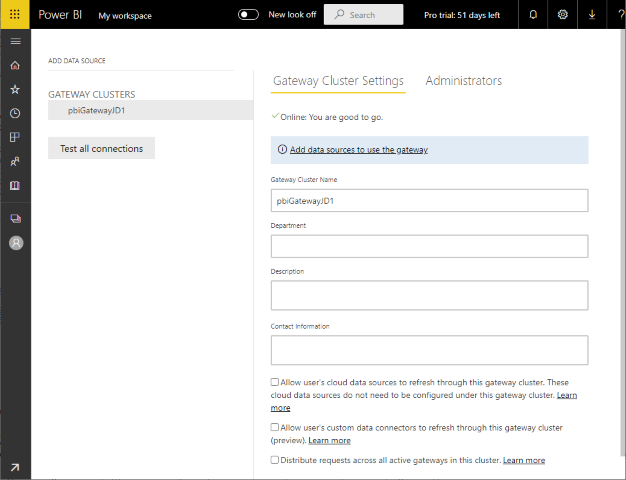 Power BI My workspace New look off Search Pro trial: 51 days left ?
ADD DATA SOURCE
GATEWAY CLUSTERS
pbiGatewayJD1
Test all connections
Gateway Cluster Settings Administrators
Online: You are good to go.
Add data sources to use the gateway
Gateway Cluster Name
pbiGatewayJD1
Department
Description
Contact Information
Allow user's cloud data sources to refresh through this gateway cluster. These
cloud data sources do not need to be configured under this gateway cluster. Learn
more
Allow user's custom data connectors to refresh through this gateway cluster
(preview). Learn more
Distribute requests across all active gateways in this cluster. Learn more